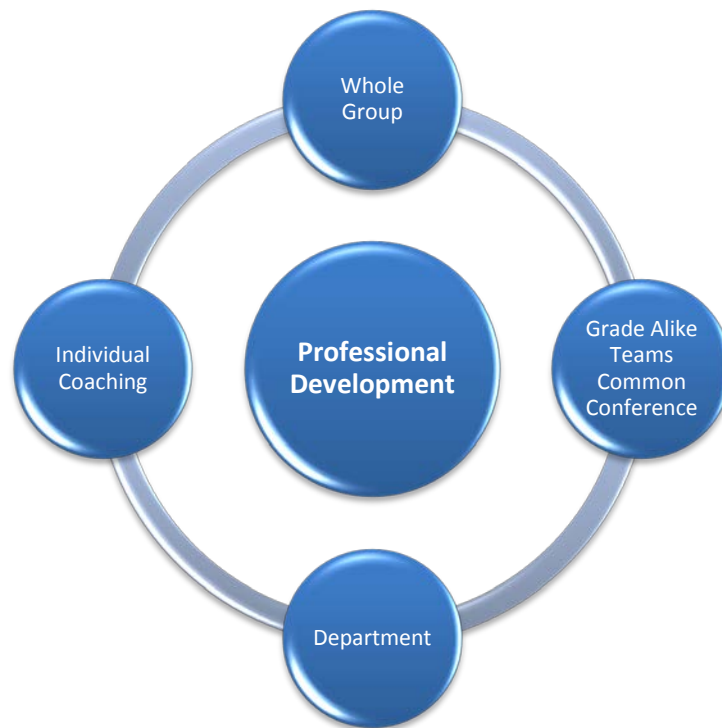 Whole
Group
Individual
Coaching
Professional
Development
Grade Alike
Teams
Common
Conference
Department